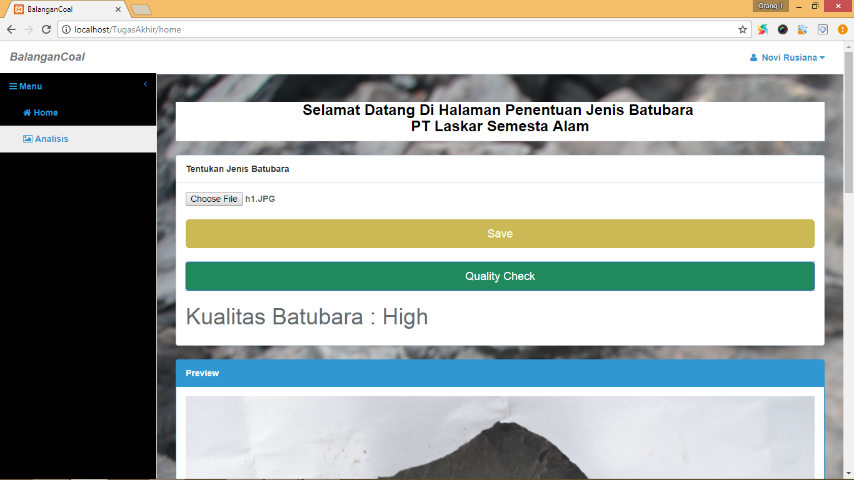 BalanganCoal
Orang 1
localhost/TugasAkhir/home
BalanganCoal
Novi Rusiana
Menu
Home
Analisis
Selamat Datang Di Halaman Penentuan Jenis Batubara
PT Laskar Semesta Alam
Tentukan Jenis Batubara
Choose File h1.JPG
Save
Quality Check
Kualitas Batubara : High
Preview